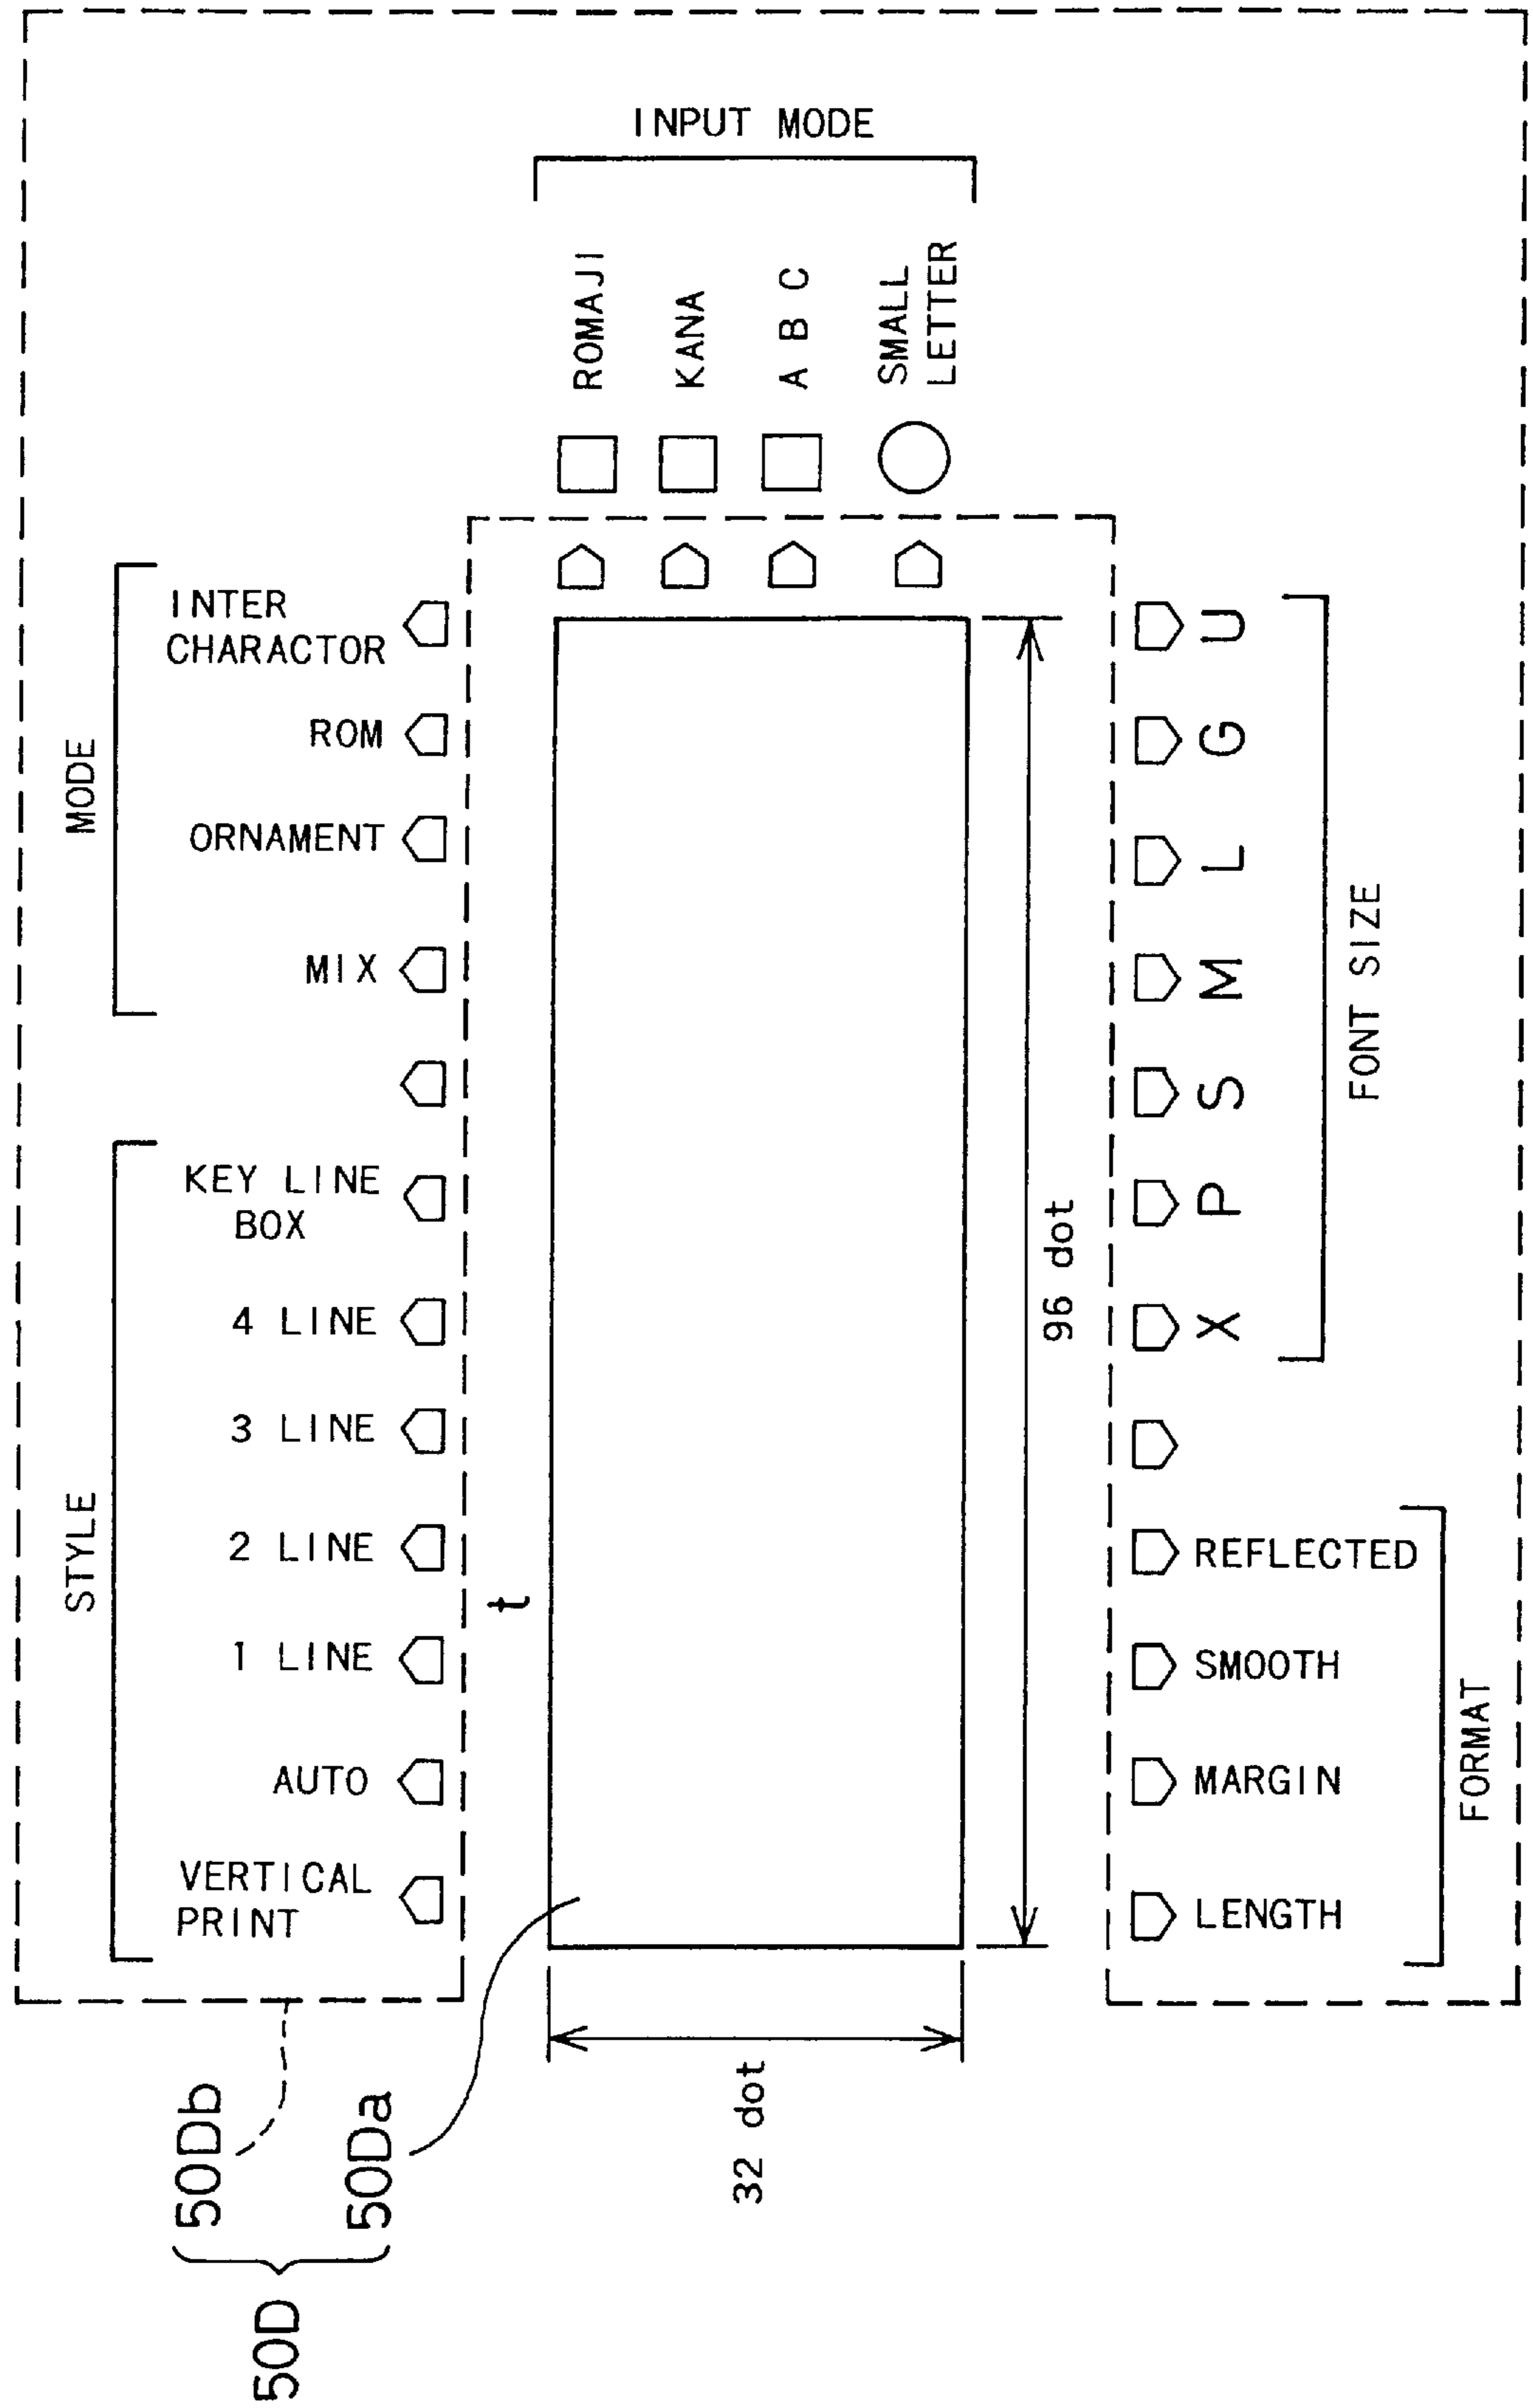 50D
50Db
50Da
STYLE
MODE
VERTICAL
PRINT
AUTO
1 LINE
2 LINE
3 LINE
4 LINE
KEY LINE
BOX
MIX
ORNAMENT
ROM
INTER
CHARACTOR
t
INPUT MODE
ROMAJI
KANA
A B C
SMALL
LETTER
32 dot
96 dot
LENGTH
MARGIN
SMOOTH
REFLECTED
X
P
S
M
L
G
U
FORMAT
FONT SIZE